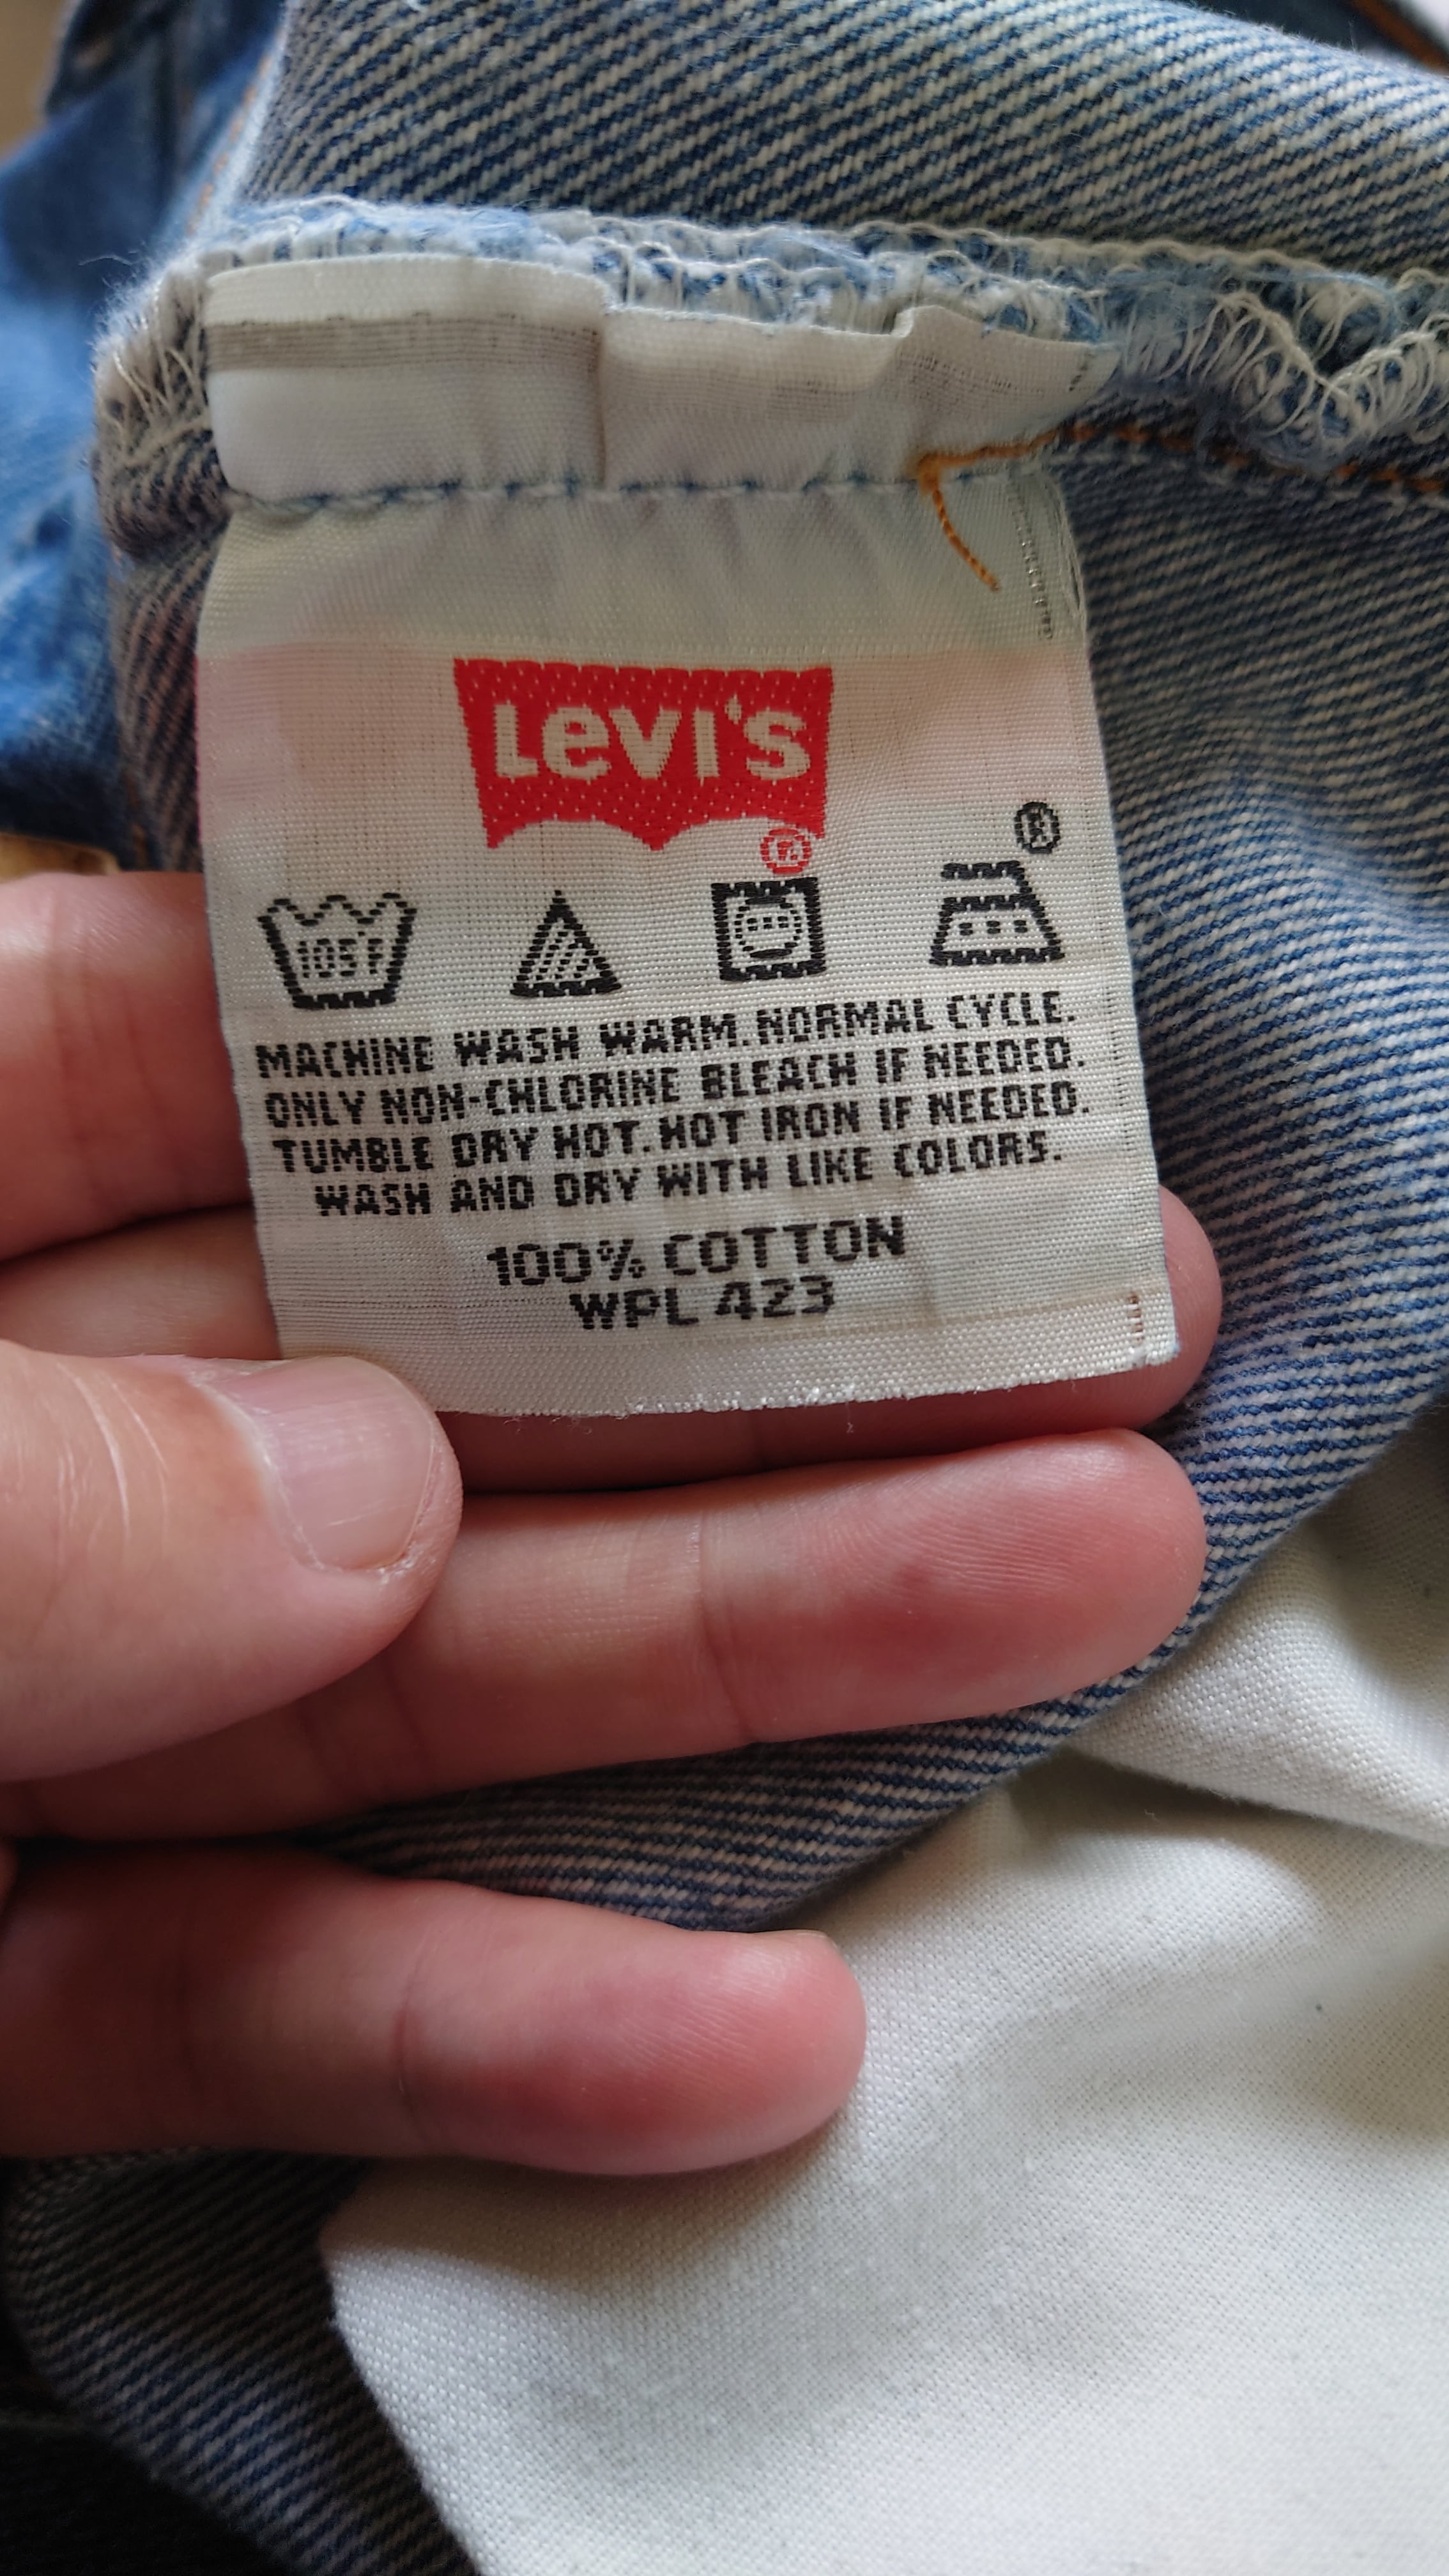 Levi's
®
®
105 F
MACHINE WASH WARM. NORMAL CYCLE.
ONLY NON-CHLORINE BLEACH IF NEEDED.
TUMBLE DRY HOT. HOT IRON IF NEEDED.
WASH AND DRY WITH LIKE COLORS.
100% COTTON
WPL 423